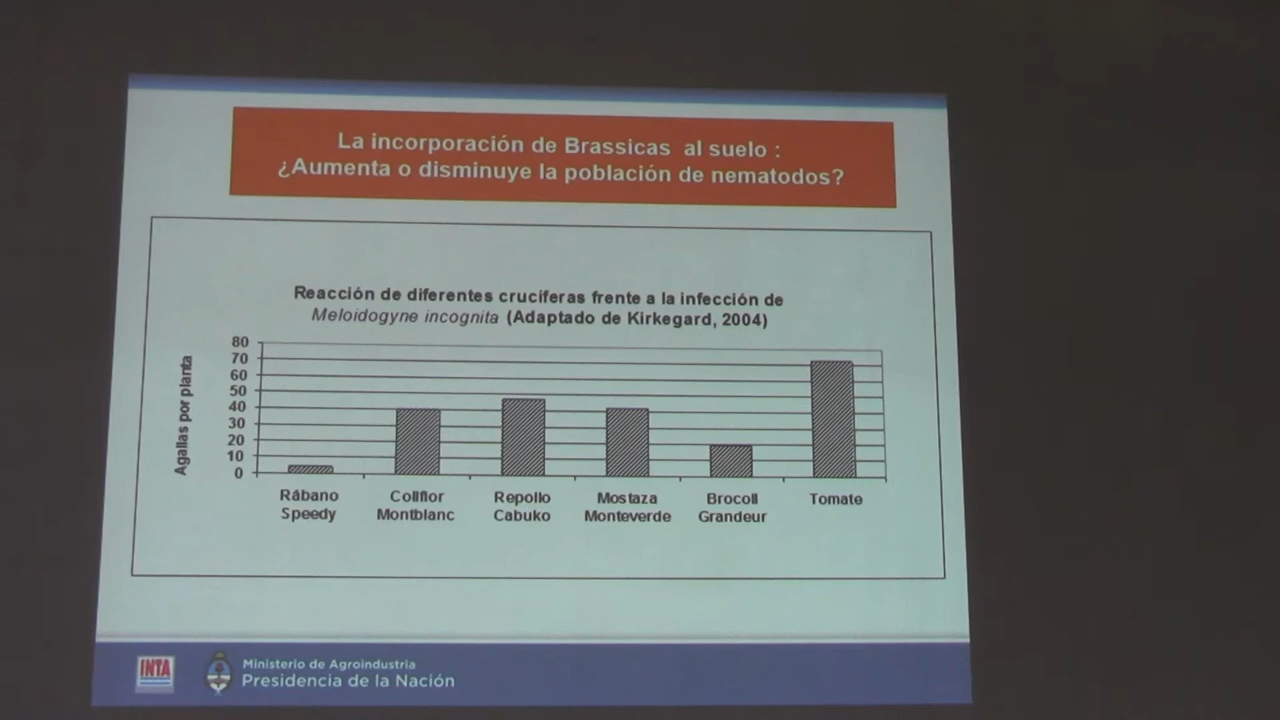 La incorporación de Brassicas al suelo :
¿Aumenta o disminuye la población de nematodos?
Reacción de diferentes crucíferas frente a la infección de
Meloidogyne incognita (Adaptado de Kirkegard, 2004)
Agallas por planta
80
70
60
50
40
30
20
10
0
Rábano Speedy
Coliflor Montblanc
Repollo Cabuko
Mostaza Monteverde
Brocoli Grandeur
Tomate
INTA
Ministerio de Agroindustria
Presidencia de la Nación